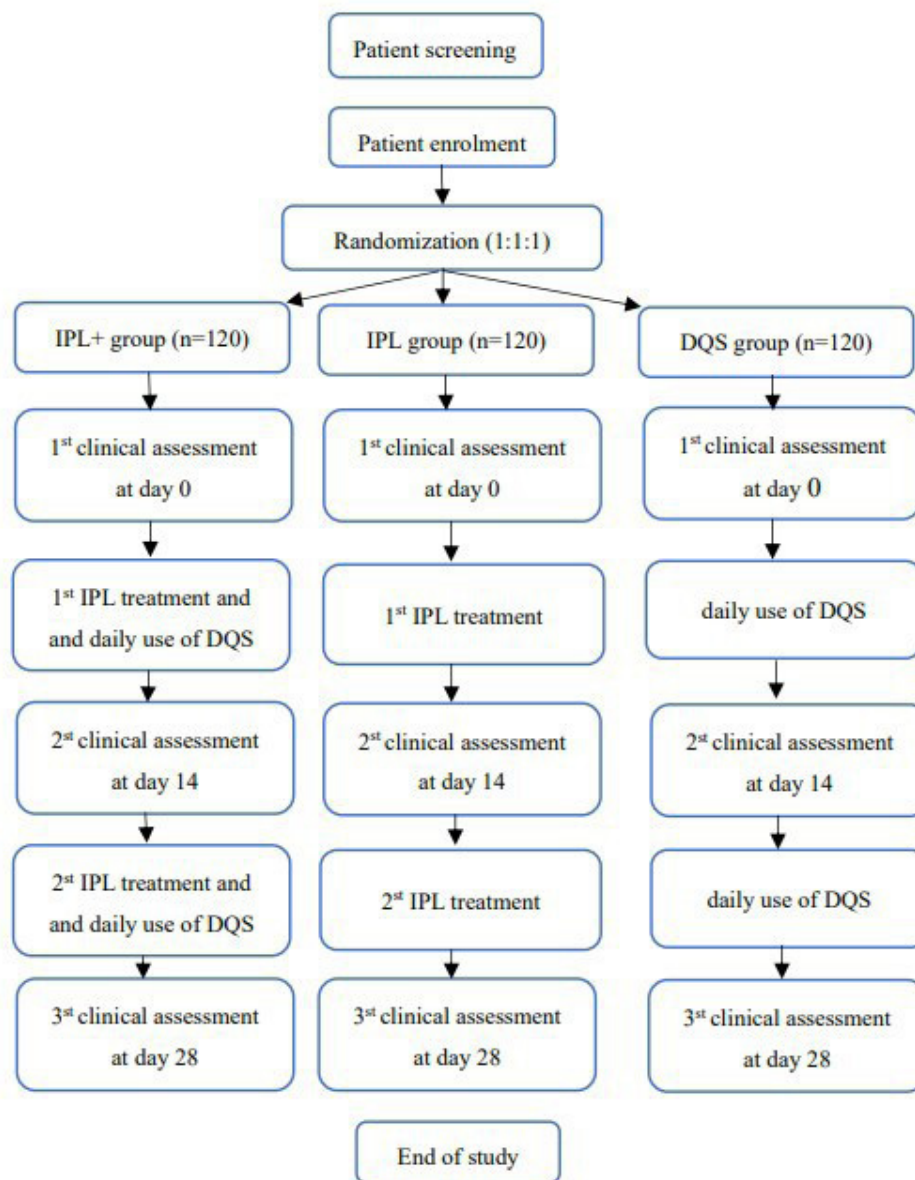 Patient screening
Patient enrolment
Randomization (1:1:1)
IPL+ group (n=120)
IPL group (n=120)
DQS group (n=120)
1st clinical assessment
at day 0
1st clinical assessment
at day 0
1st clinical assessment
at day 0
1st IPL treatment and
and daily use of DQS
1st IPL treatment
daily use of DQS
2st clinical assessment
at day 14
2st clinical assessment
at day 14
2st clinical assessment
at day 14
2st IPL treatment and
and daily use of DQS
2st IPL treatment
daily use of DQS
3st clinical assessment
at day 28
3st clinical assessment
at day 28
3st clinical assessment
at day 28
End of study